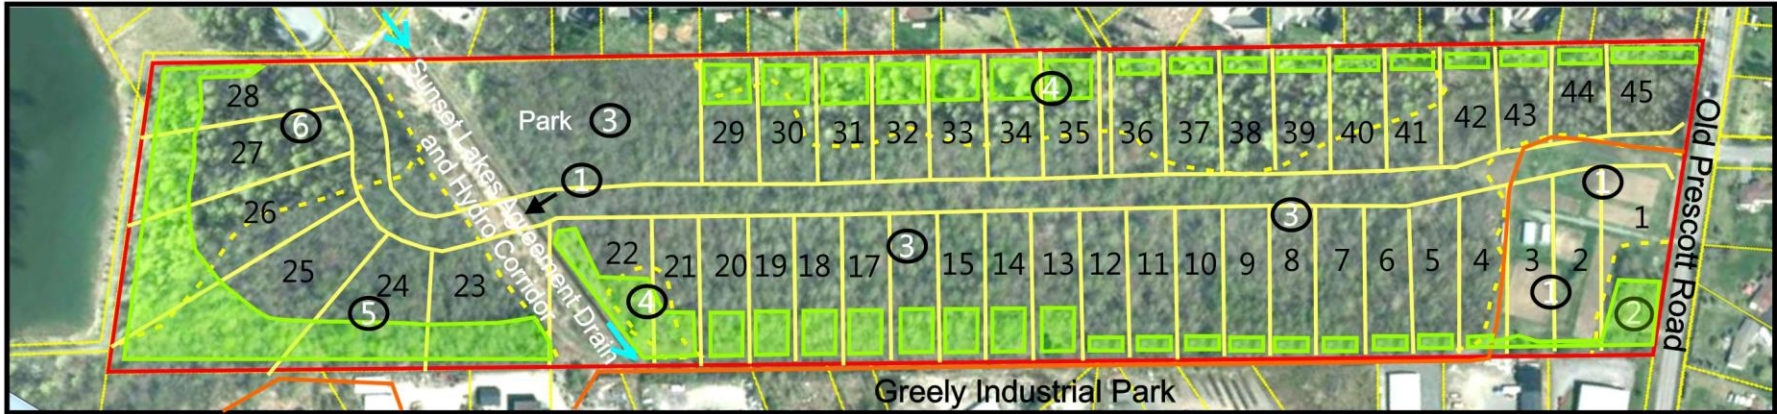 Sunset Lakes Agreement Drain
and Hydro Corridor
Park 3
1
28
6
27
26
25
24
5
23
29 30 31 32 33 34 35 36 37 38 39 40 41 42 43 44 45
4
22 21 20 19 18 17 15 14 13 12 11 10 9 8 7 6 5 4 3 2 1
3
3
4
1
1
2
Old Prescott Road
Greely Industrial Park